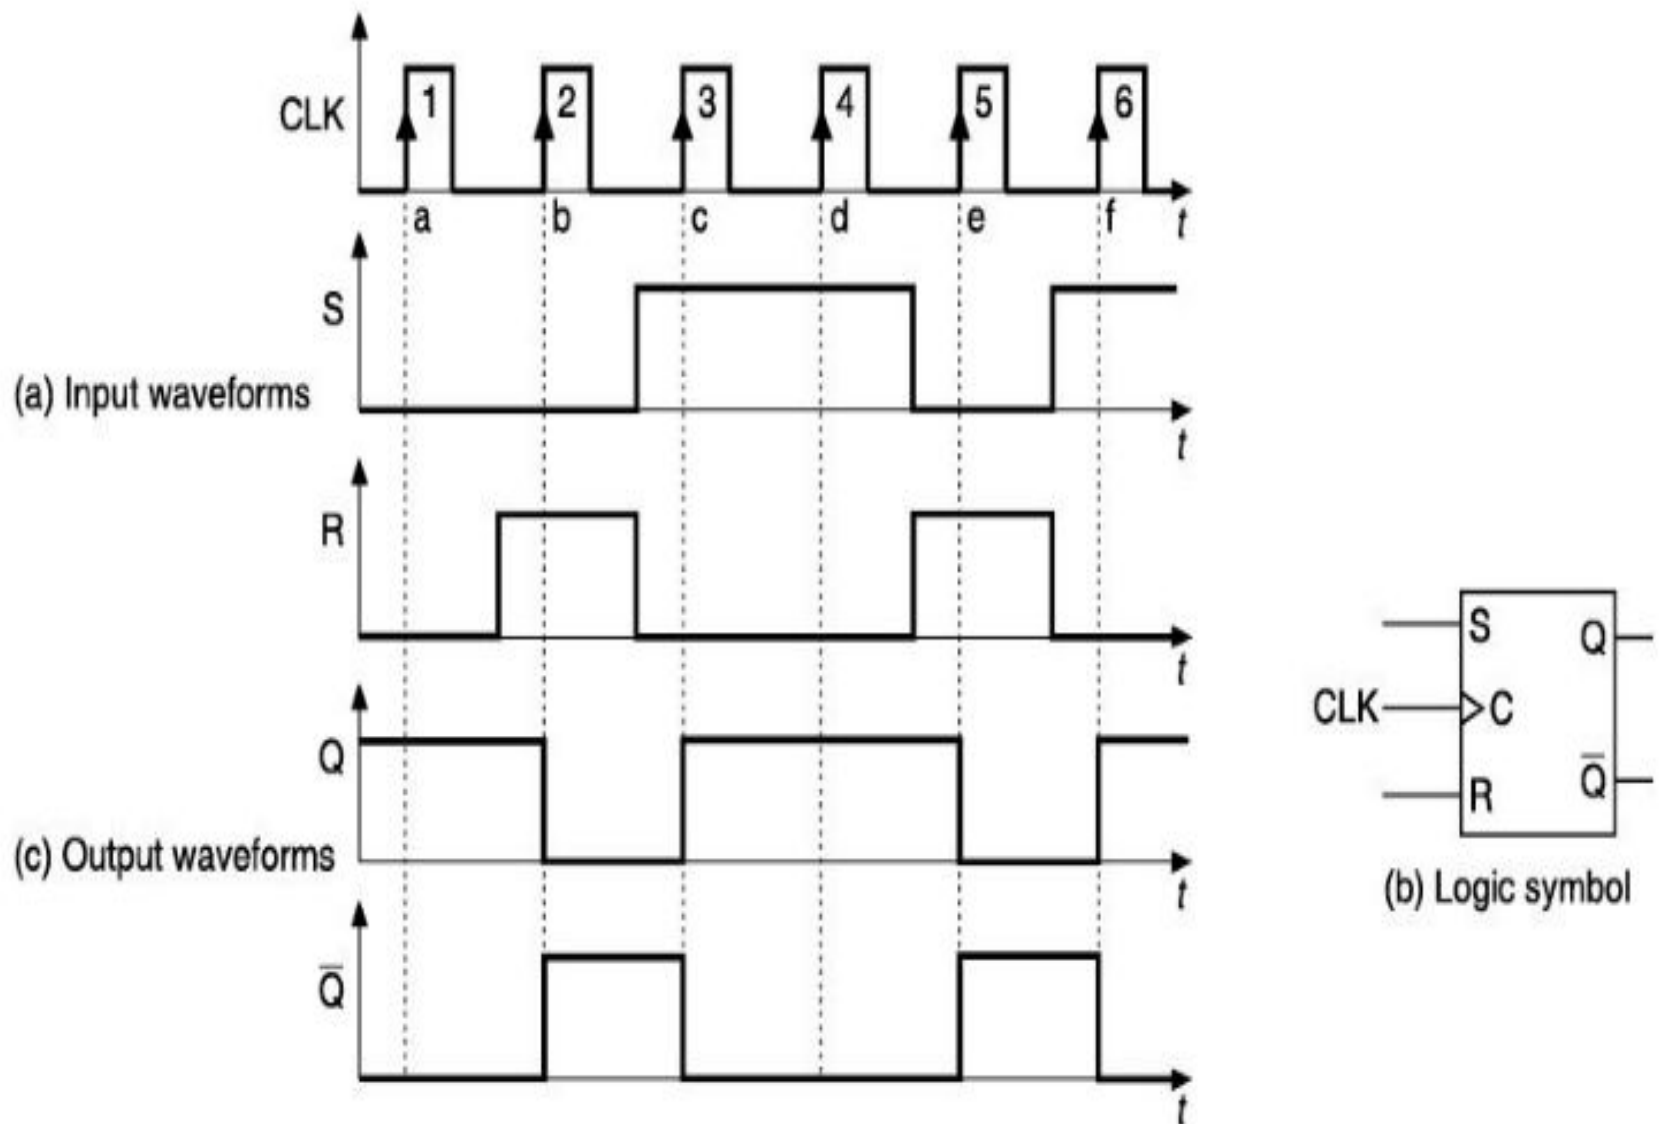 CLK
1 2 3 4 5 6
a b c d e f
t
S
t
(a) Input waveforms
R
t
Q
t
(c) Output waveforms
Q̅
t
S Q
CLK C
R Q̅
(b) Logic symbol